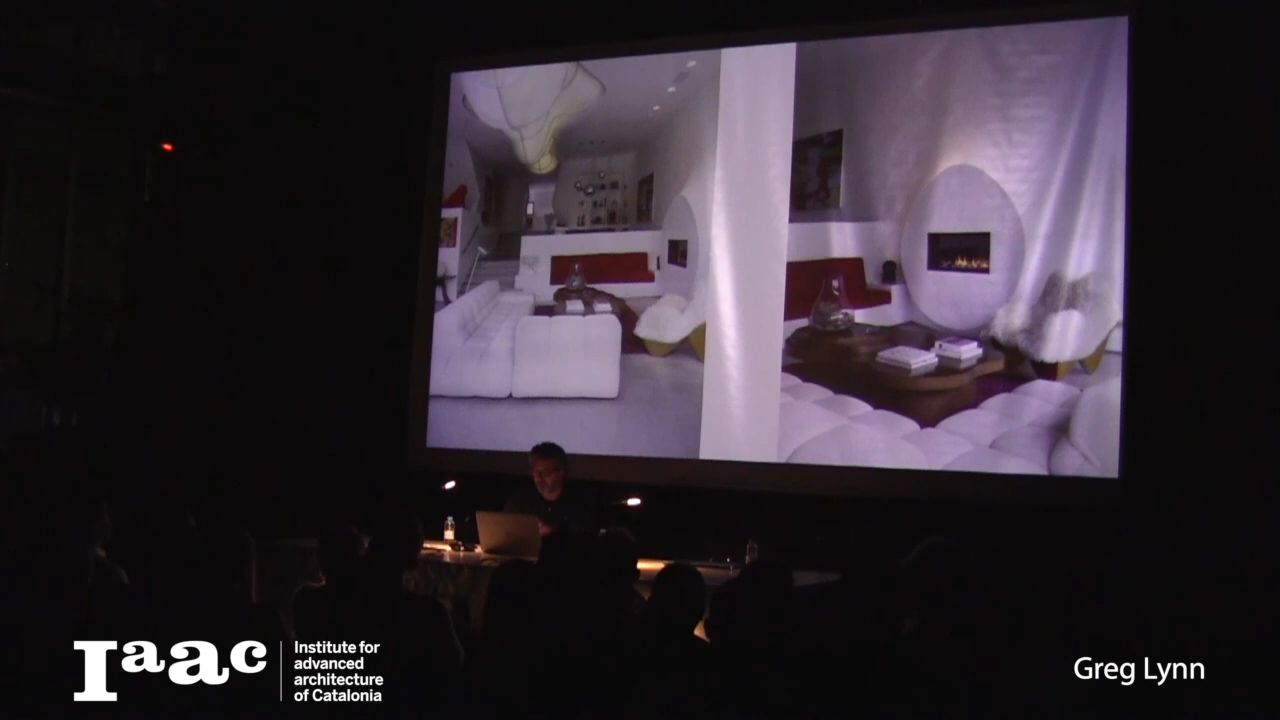 Iaac
Institute for
advanced
architecture
of Catalonia
Greg Lynn